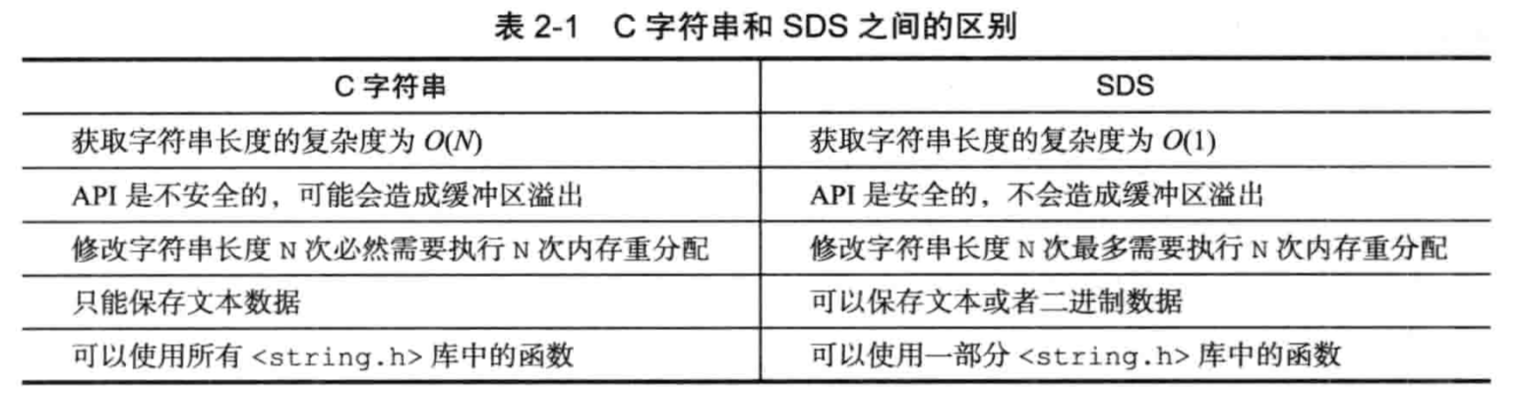 表 2-1 C 字符串和 SDS 之间的区别
C 字符串 SDS
获取字符串长度的复杂度为 O(N) 获取字符串长度的复杂度为 O(1)
API 是不安全的，可能会造成缓冲区溢出 API 是安全的，不会造成缓冲区溢出
修改字符串长度 N 次必然需要执行 N 次内存重分配 修改字符串长度 N 次最多需要执行 N 次内存重分配
只能保存文本数据 可以保存文本或者二进制数据
可以使用所有 <string.h> 库中的函数 可以使用一部分 <string.h> 库中的函数